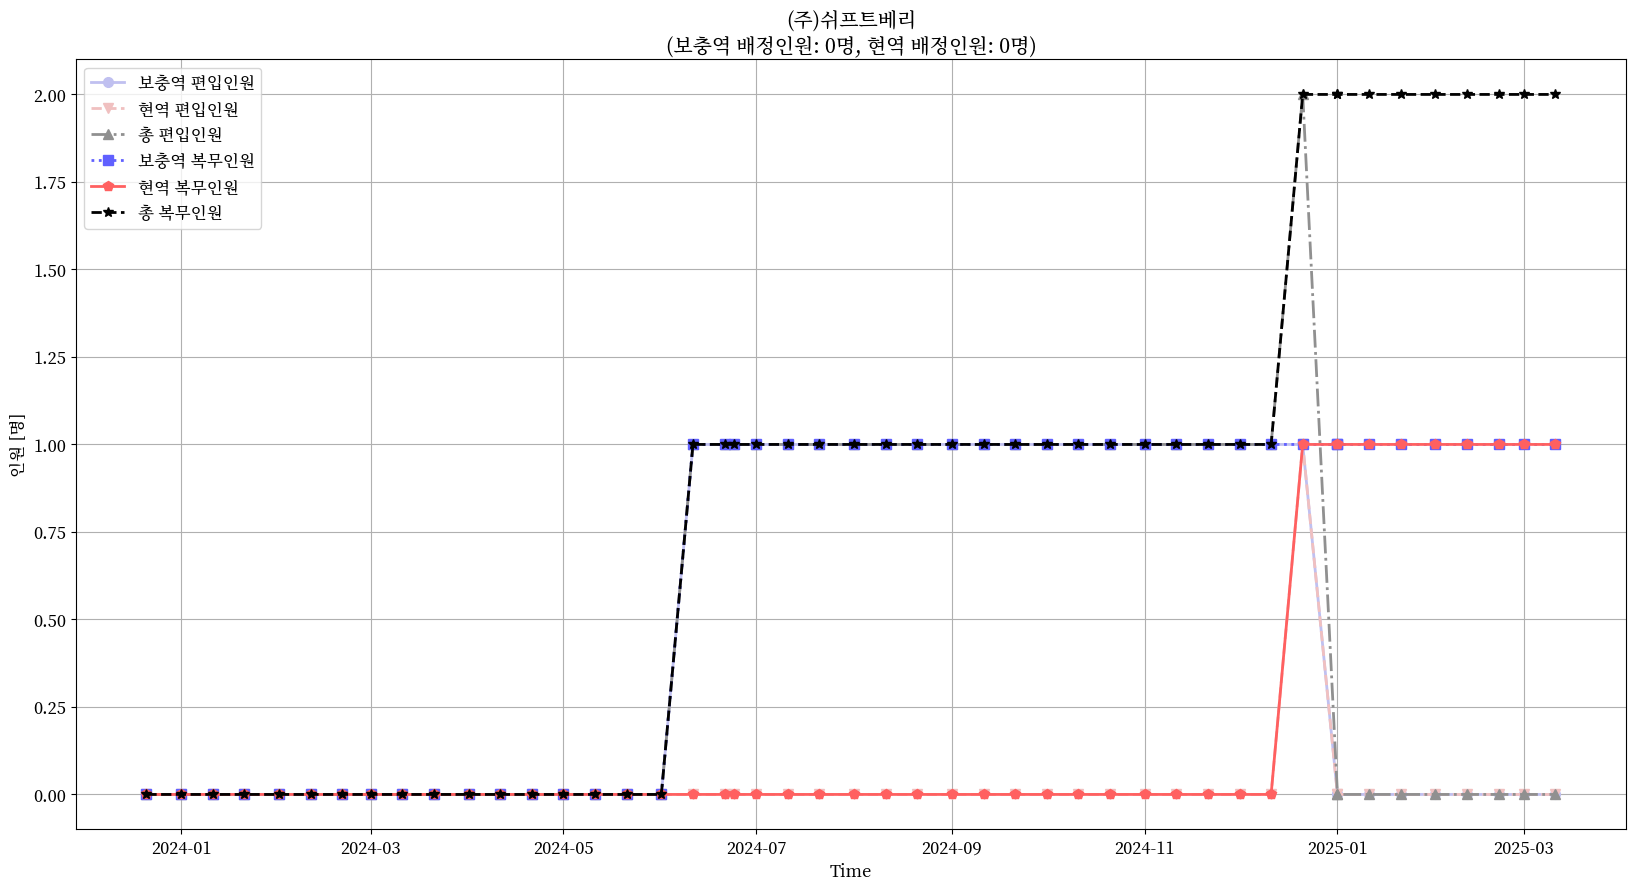 (주)쉬프트베리
(보충역 배정인원: 0명, 현역 배정인원: 0명)
보충역 편입인원
현역 편입인원
총 편입인원
보충역 복무인원
현역 복무인원
총 복무인원
2.00
1.75
1.50
1.25
1.00
0.75
0.50
0.25
0.00
인원 [명]
2024-01
2024-03
2024-05
2024-07
2024-09
2024-11
2025-01
2025-03
Time